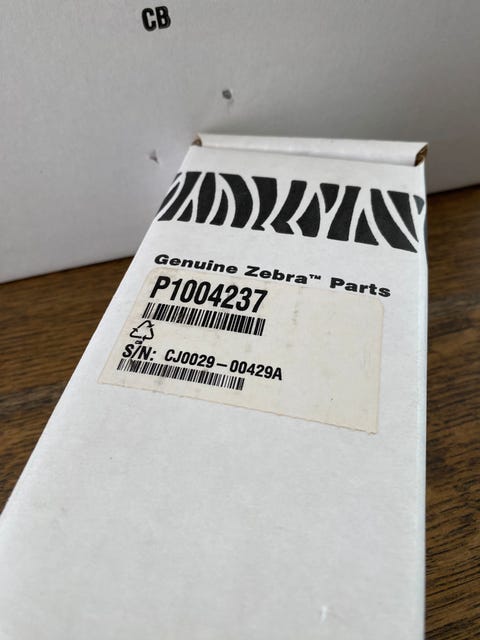 CB
Genuine Zebra™ Parts
P1004237
S/N: CJ0029-00429A